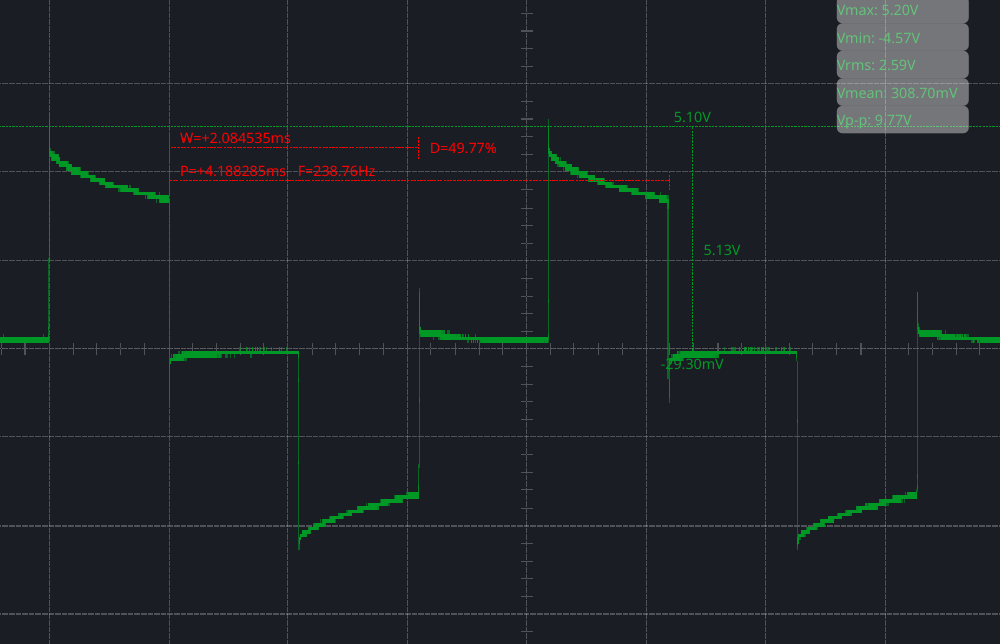 Vmax: 5.20V
Vmin: -4.57V
Vrms: 2.59V
Vmean: 308.70mV
Vp-p: 9.77V
5.10V
W=+2.084535ms
D=49.77%
P=+4.188285ms F=238.76Hz
5.13V
-29.30mV